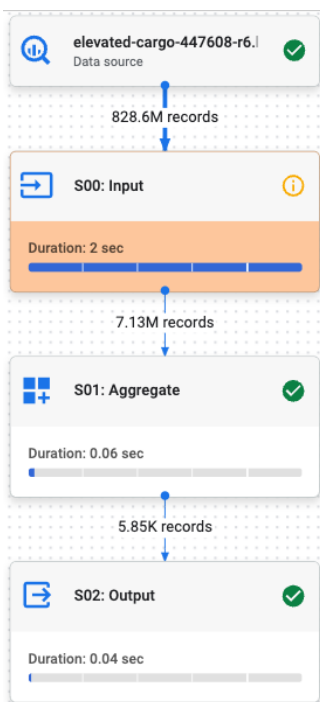 elevated-cargo-447608-r6.
Data source
828.6M records
S00: Input
Duration: 2 sec
7.13M records
S01: Aggregate
Duration: 0.06 sec
5.85K records
S02: Output
Duration: 0.04 sec